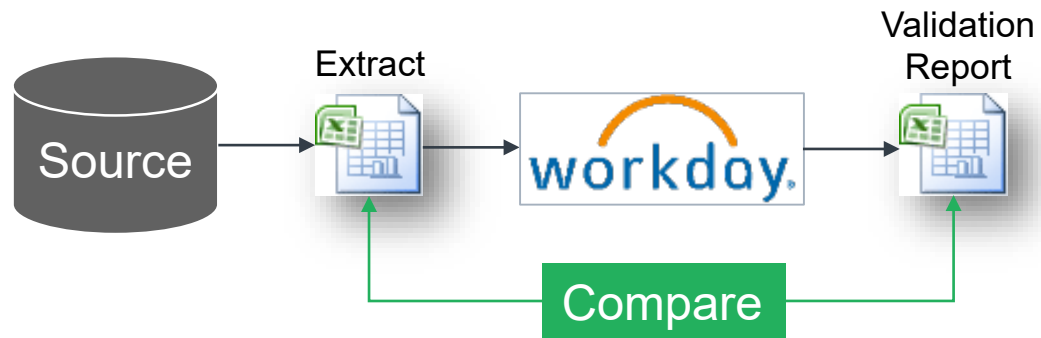 Validation
Report
Extract
Source
workday.
Compare